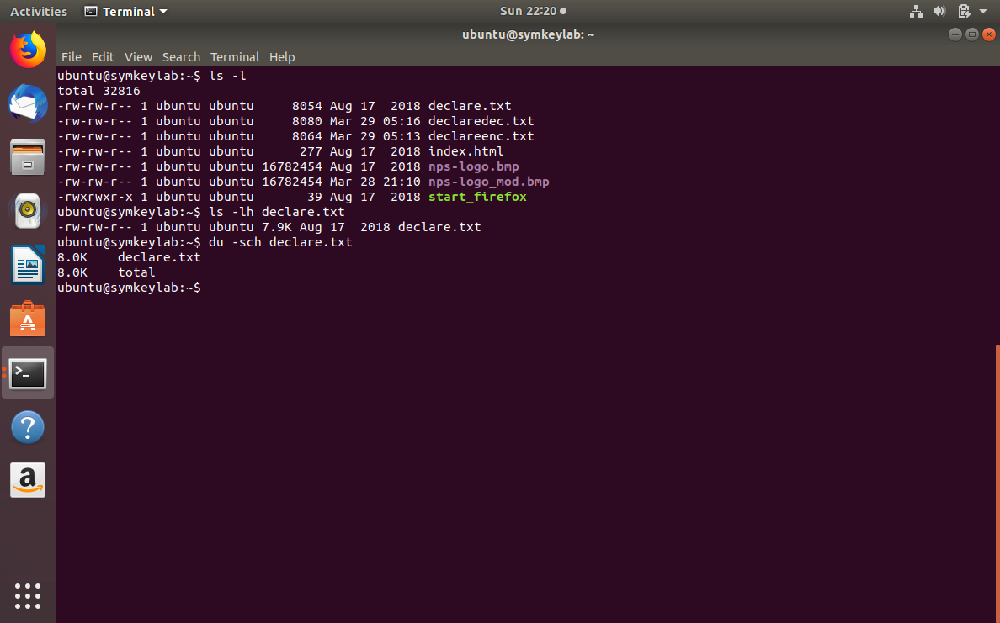 Activities Terminal Sun 22:20
ubuntu@symkeylab: ~
File Edit View Search Terminal Help
ubuntu@symkeylab:~$ ls -l
total 32816
-rw-rw-r-- 1 ubuntu ubuntu     8054 Aug 17  2018 declare.txt
-rw-rw-r-- 1 ubuntu ubuntu     8080 Mar 29 05:16 declaredec.txt
-rw-rw-r-- 1 ubuntu ubuntu     8064 Mar 29 05:13 declareenc.txt
-rw-rw-r-- 1 ubuntu ubuntu      277 Aug 17  2018 index.html
-rw-rw-r-- 1 ubuntu ubuntu 16782454 Aug 17  2018 nps-logo.bmp
-rw-rw-r-- 1 ubuntu ubuntu 16782454 Mar 28 21:10 nps-logo_mod.bmp
-rwxrwxr-x 1 ubuntu ubuntu       39 Aug 17  2018 start_firefox
ubuntu@symkeylab:~$ ls -lh declare.txt
-rw-rw-r-- 1 ubuntu ubuntu 7.9K Aug 17  2018 declare.txt
ubuntu@symkeylab:~$ du -sch declare.txt
8.0K    declare.txt
8.0K    total
ubuntu@symkeylab:~$
>_
?
a